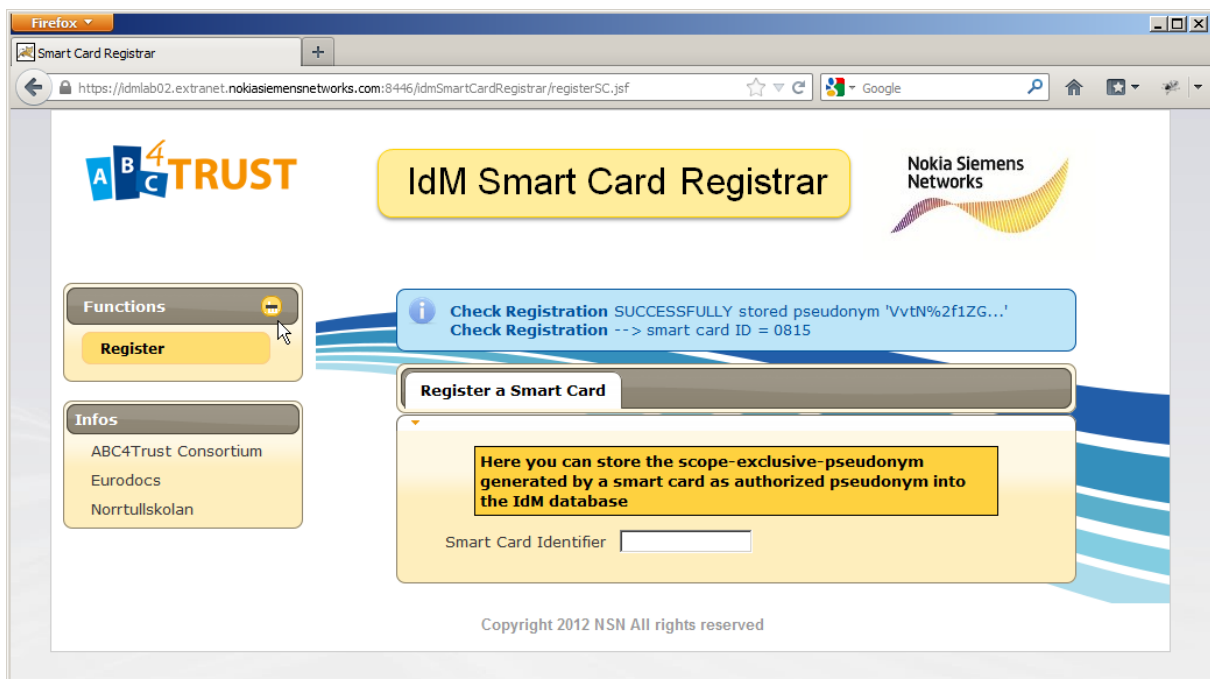 Firefox
Smart Card Registrar
https://idmlab02.extranet.nokiasiemensnetworks.com:8446/idmSmartCardRegistrar/registerSC.jsf
Google
AB4CTRUST
IdM Smart Card Registrar
Nokia Siemens
Networks
Functions
Register
Infos
ABC4Trust Consortium
Eurodocs
Norrtullskolan
Check Registration SUCCESSFULLY stored pseudonym 'VvtN%2f1ZG...'
Check Registration --> smart card ID = 0815
Register a Smart Card
Here you can store the scope-exclusive-pseudonym
generated by a smart card as authorized pseudonym into
the IdM database
Smart Card Identifier
Copyright 2012 NSN All rights reserved